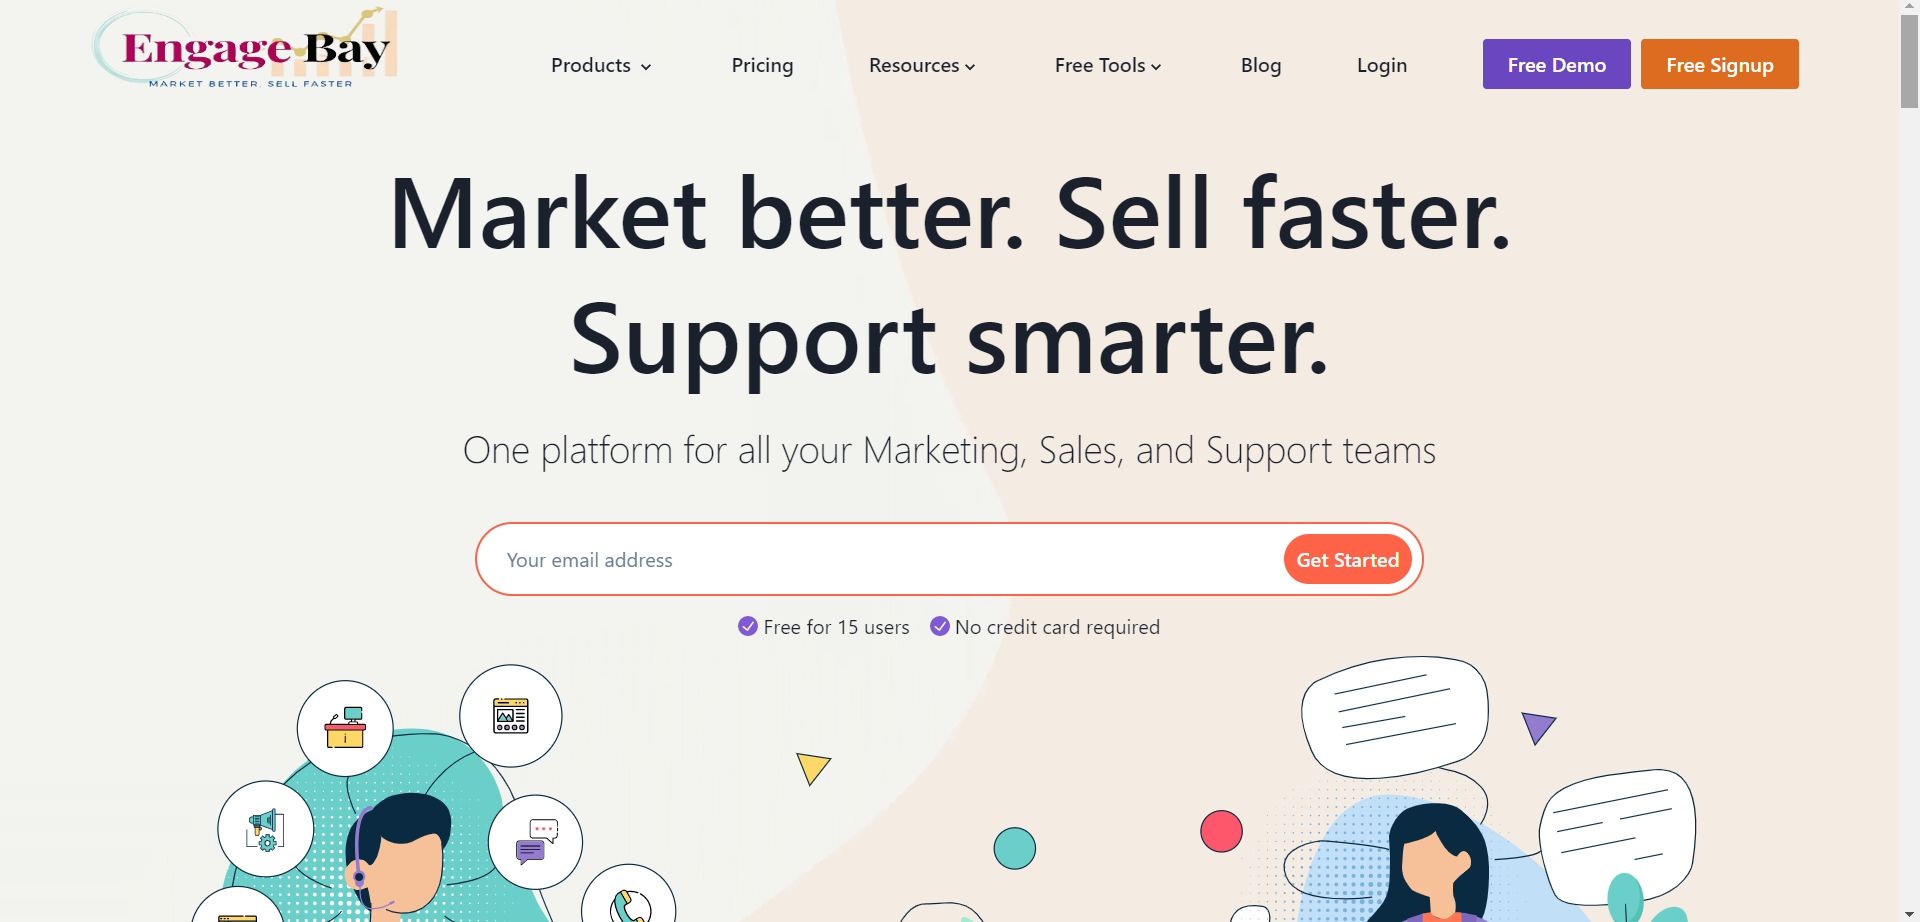 Engage Bay
MARKET BETTER. SELL FASTER
Products
Pricing
Resources
Free Tools
Blog
Login
Free Demo
Free Signup
Market better. Sell faster.
Support smarter.
One platform for all your Marketing, Sales, and Support teams
Your email address
Get Started
Free for 15 users
No credit card required
i